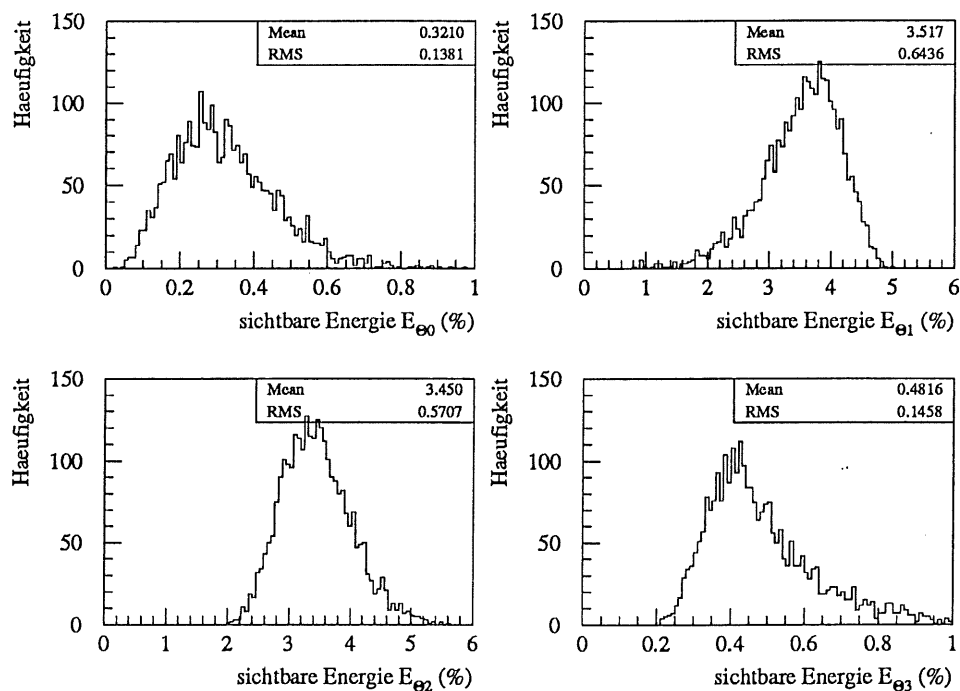 Haeufigkeit
150
100
50
0
Mean 0.3210
RMS 0.1381
0 0.2 0.4 0.6 0.8 1
sichtbare Energie E_Θ0 (%)
Haeufigkeit
150
100
50
0
Mean 3.517
RMS 0.6436
0 1 2 3 4 5 6
sichtbare Energie E_Θ1 (%)
Haeufigkeit
150
100
50
0
Mean 3.450
RMS 0.5707
0 1 2 3 4 5 6
sichtbare Energie E_Θ2 (%)
Haeufigkeit
150
100
50
0
Mean 0.4816
RMS 0.1458
0 0.2 0.4 0.6 0.8 1
sichtbare Energie E_Θ3 (%)